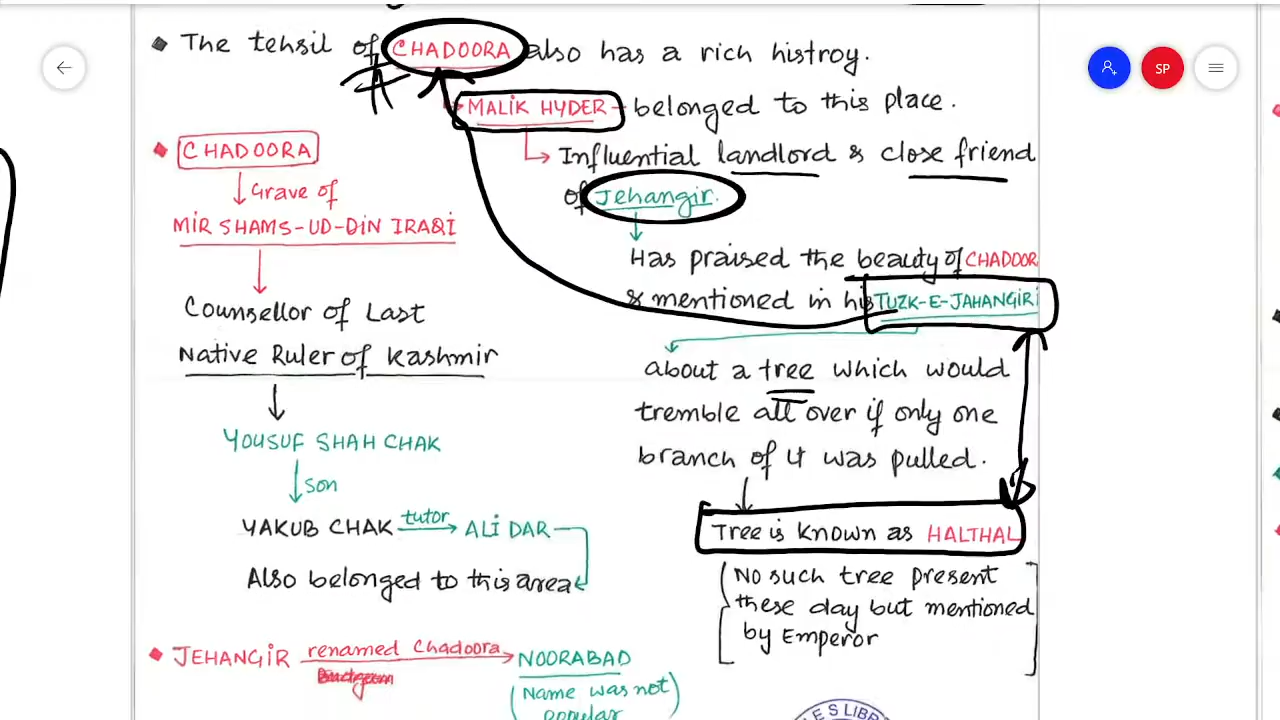 The tehsil of CHADOORA also has a rich histroy.
MALIK HYDER - belonged to this place.
Influential landlord & close friend
of Jehangir.
Has praised the beauty of CHADOOR
& mentioned in his TUZK-E-JAHANGIRI
about a tree which would
tremble all over if only one
branch of it was pulled.
Tree is known as HALTHAL
No such tree present
these day but mentioned
by Emperor
CHADOORA
Grave of
MIR SHAMS-UD-DIN IRAQI
Counsellor of Last
Native Ruler of Kashmir
YOUSUF SHAH CHAK
son
YAKUB CHAK tutor ALI DAR
Also belonged to this area
JEHANGIR renamed Chadoora NOORABAD
(Name was not
popular
E S LIBR
SP